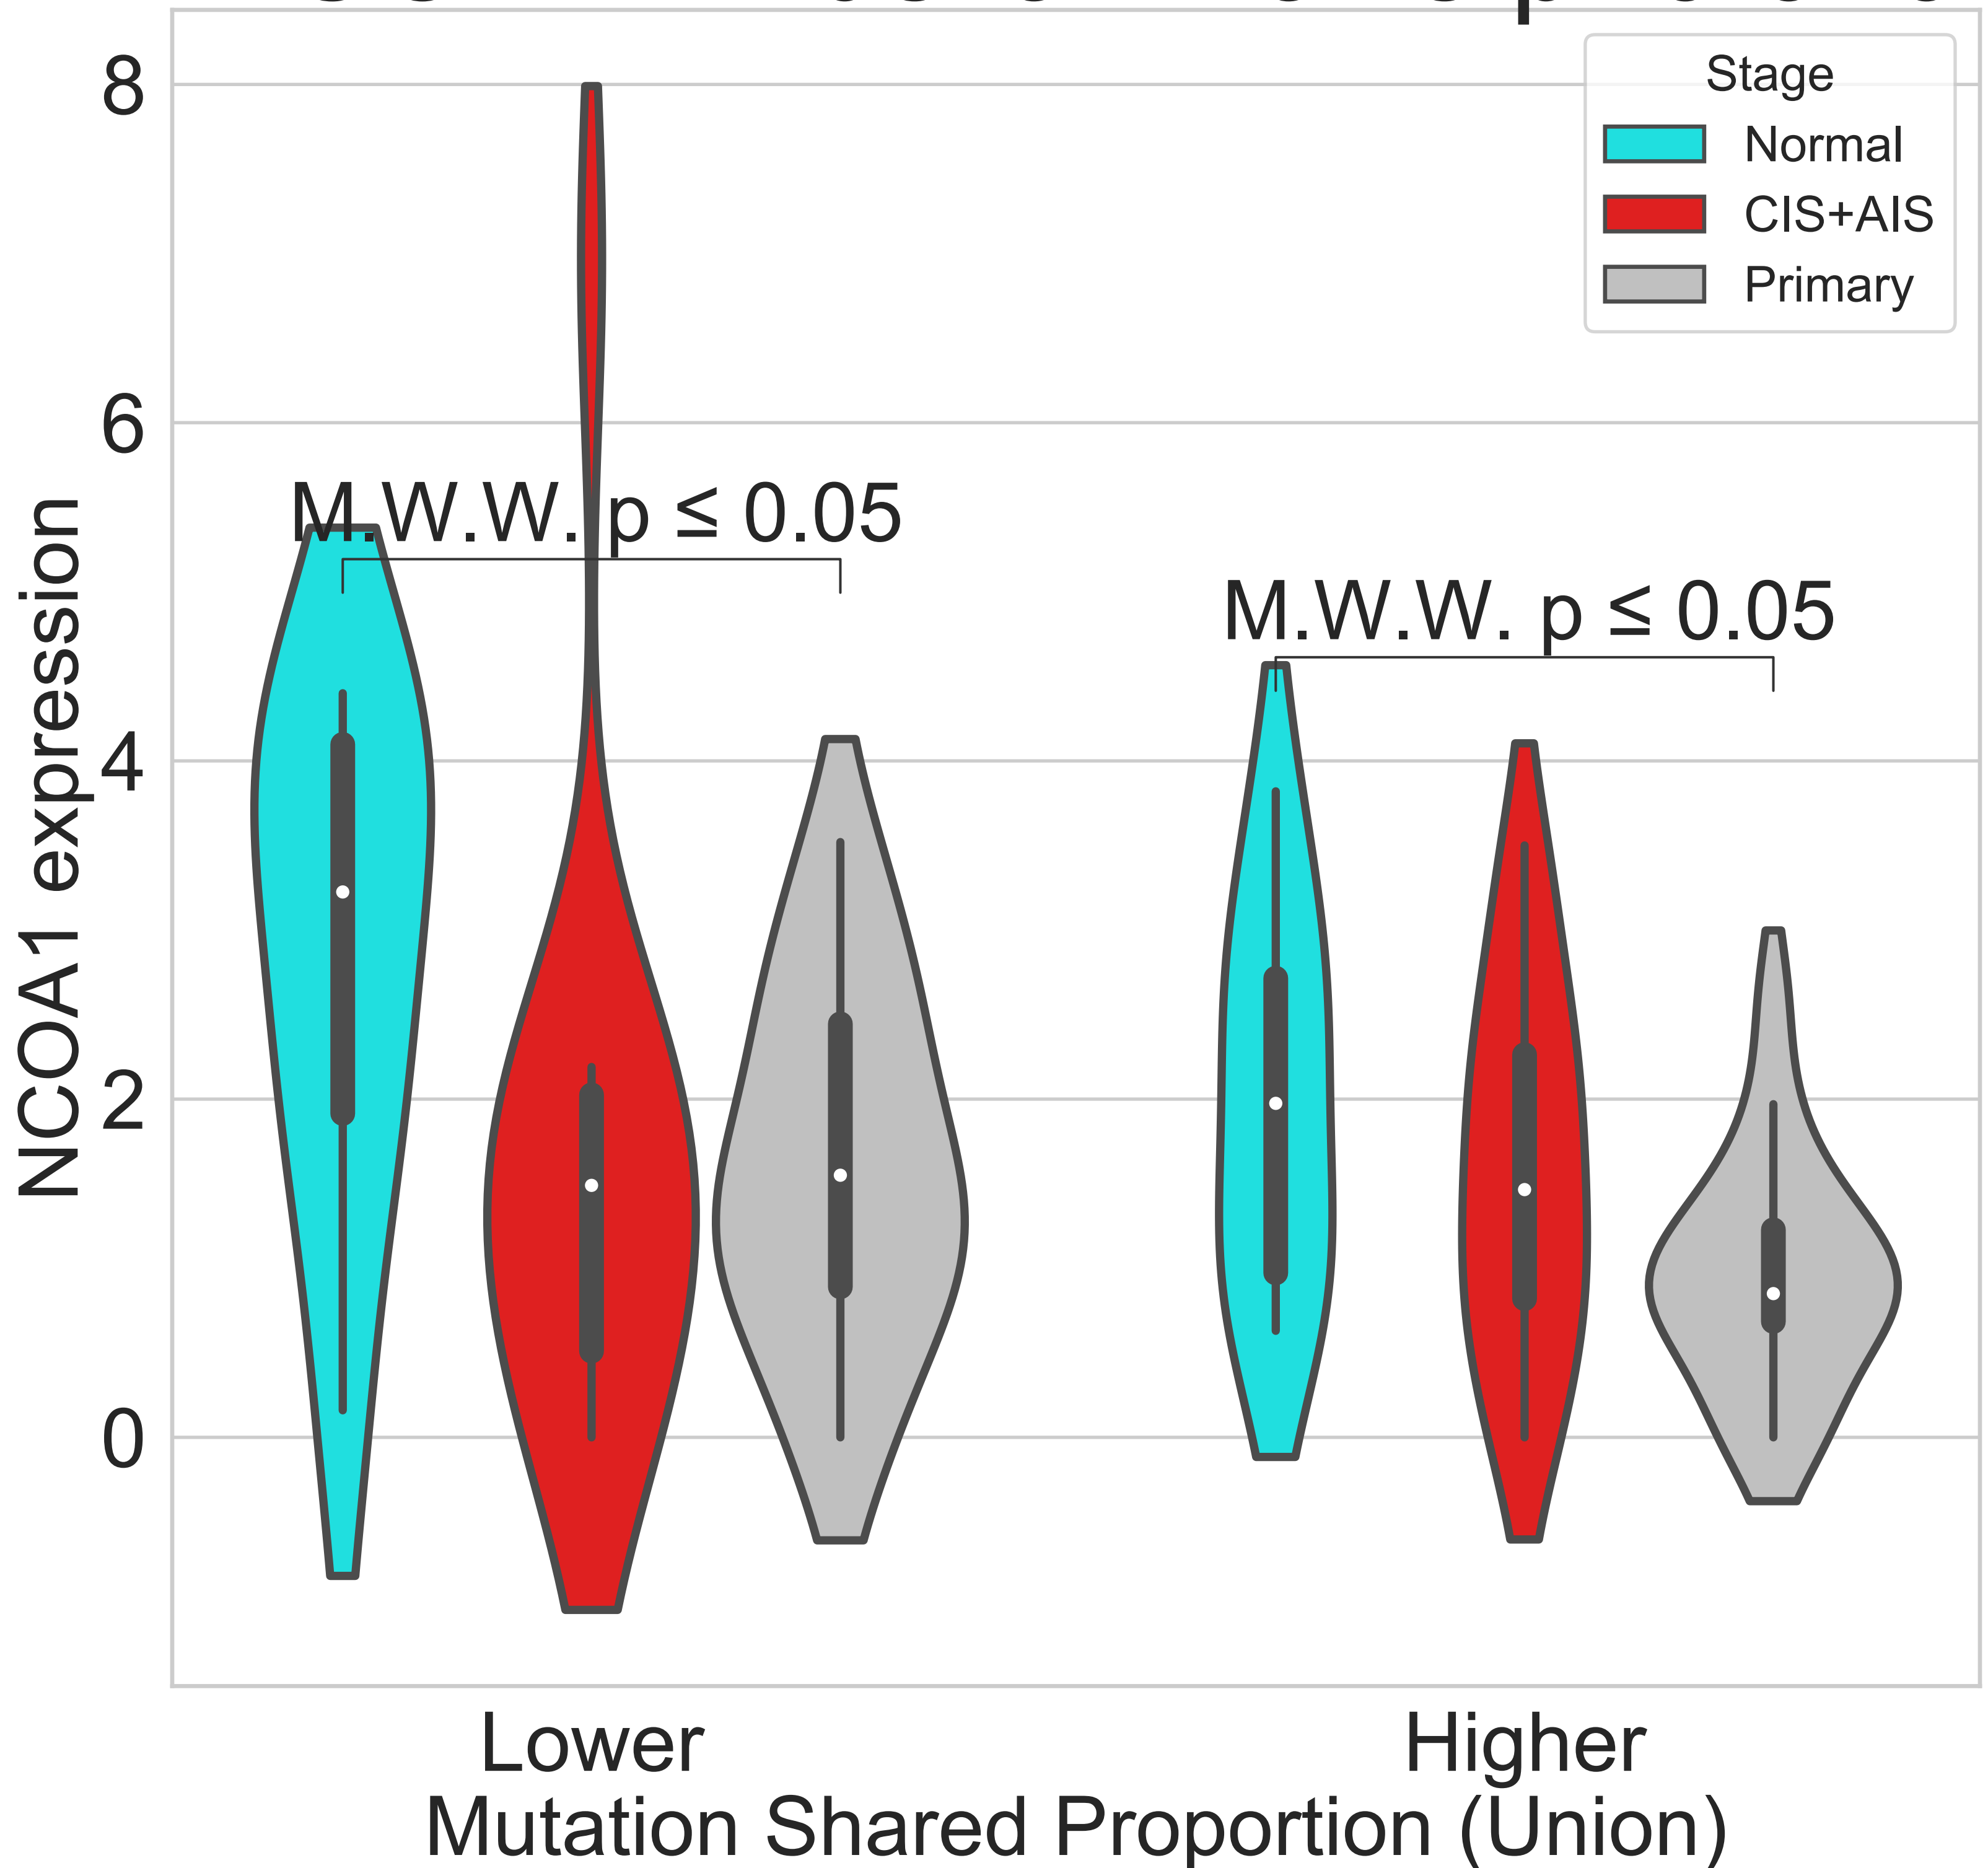 8
6
4
2
0
NCOA1 expression
Stage
Normal
CIS+AIS
Primary
M.W.W. p ≤ 0.05
M.W.W. p ≤ 0.05
Lower
Higher
Mutation Shared Proportion (Union)